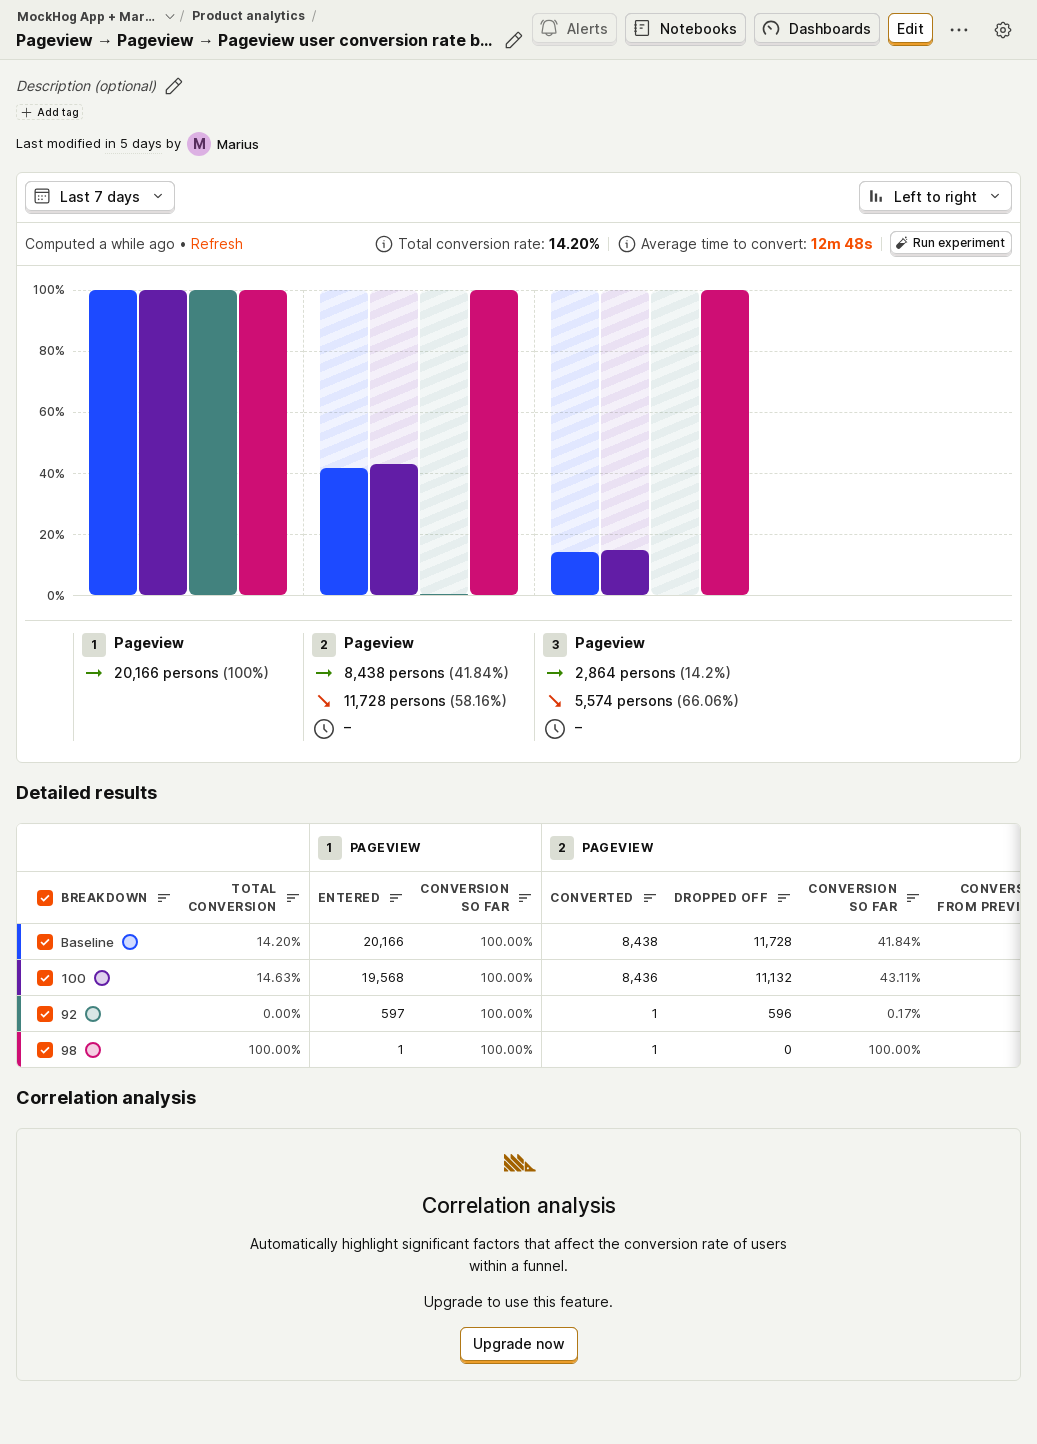 MockHog App + Mar... / Product analytics /
Pageview → Pageview → Pageview user conversion rate b...
Alerts
Notebooks
Dashboards
Edit
Description (optional)
Add tag
Last modified in 5 days by M Marius
Last 7 days
Left to right
Computed a while ago • Refresh
Total conversion rate: 14.20%
Average time to convert: 12m 48s
Run experiment
100%
80%
60%
40%
20%
0%
1 Pageview
20,166 persons (100%)
2 Pageview
8,438 persons (41.84%)
11,728 persons (58.16%)
–
3 Pageview
2,864 persons (14.2%)
5,574 persons (66.06%)
–
Detailed results
1 PAGEVIEW 2 PAGEVIEW
BREAKDOWN TOTAL CONVERSION ENTERED CONVERSION SO FAR CONVERTED DROPPED OFF CONVERSION SO FAR CONVERS FROM PREVI
Baseline 14.20% 20,166 100.00% 8,438 11,728 41.84%
100 14.63% 19,568 100.00% 8,436 11,132 43.11%
92 0.00% 597 100.00% 1 596 0.17%
98 100.00% 1 100.00% 1 0 100.00%
Correlation analysis
Correlation analysis
Automatically highlight significant factors that affect the conversion rate of users
within a funnel.
Upgrade to use this feature.
Upgrade now